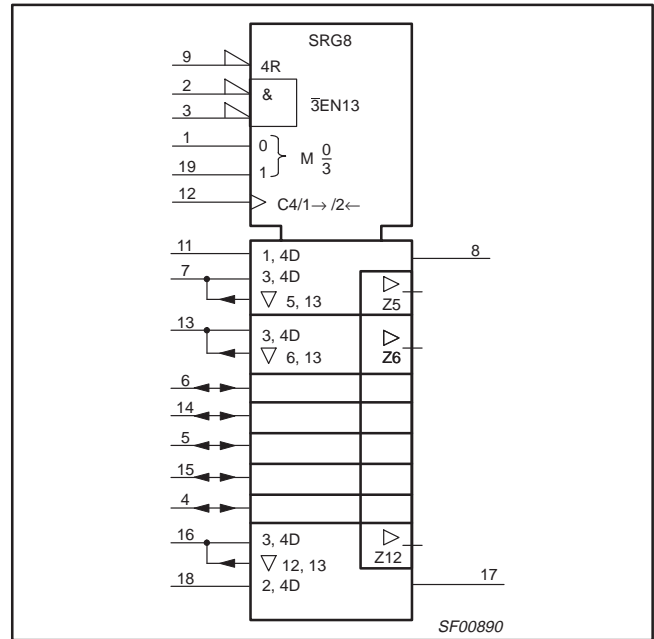 SRG8
9
4R
2
&
3̅EN13
3
1
0
} M 0/3
19
1
12
C4/1→ /2←
11
1, 4D
8
7
3, 4D
▽ 5, 13
▷
Z5
13
3, 4D
▽ 6, 13
▷
Z6
6
14
5
15
4
16
3, 4D
▷
▽ 12, 13
Z12
18
2, 4D
17
SF00890